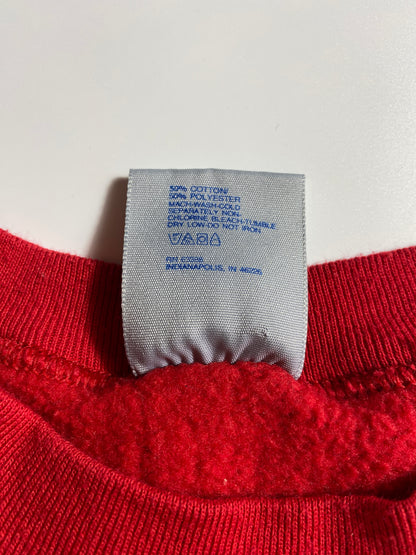 50% COTTON/
50% POLYESTER
MACH-WASH-COLD
SEPARATELY NON-
CHLORINE BLEACH-TUMBLE
DRY LOW-DO NOT IRON
RN 63386
INDIANAPOLIS, IN 46226